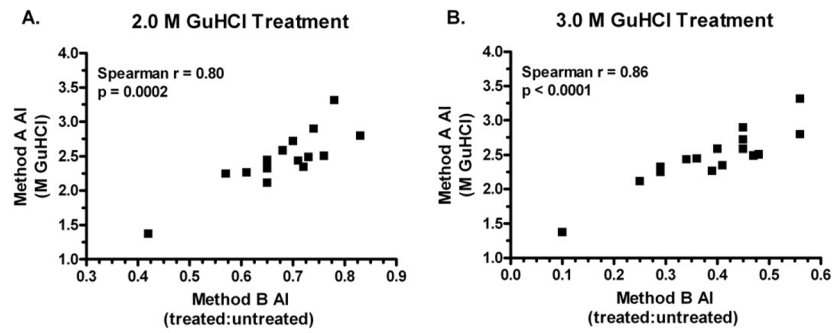 A.
2.0 M GuHCl Treatment
4.0
3.5
3.0
2.5
2.0
1.5
1.0
Method A AI
(M GuHCl)
Spearman r = 0.80
p = 0.0002
0.3
0.4
0.5
0.6
0.7
0.8
0.9
Method B AI
(treated:untreated)
B.
3.0 M GuHCl Treatment
4.0
3.5
3.0
2.5
2.0
1.5
1.0
Method A AI
(M GuHCl)
Spearman r = 0.86
p < 0.0001
0.0
0.1
0.2
0.3
0.4
0.5
0.6
Method B AI
(treated:untreated)